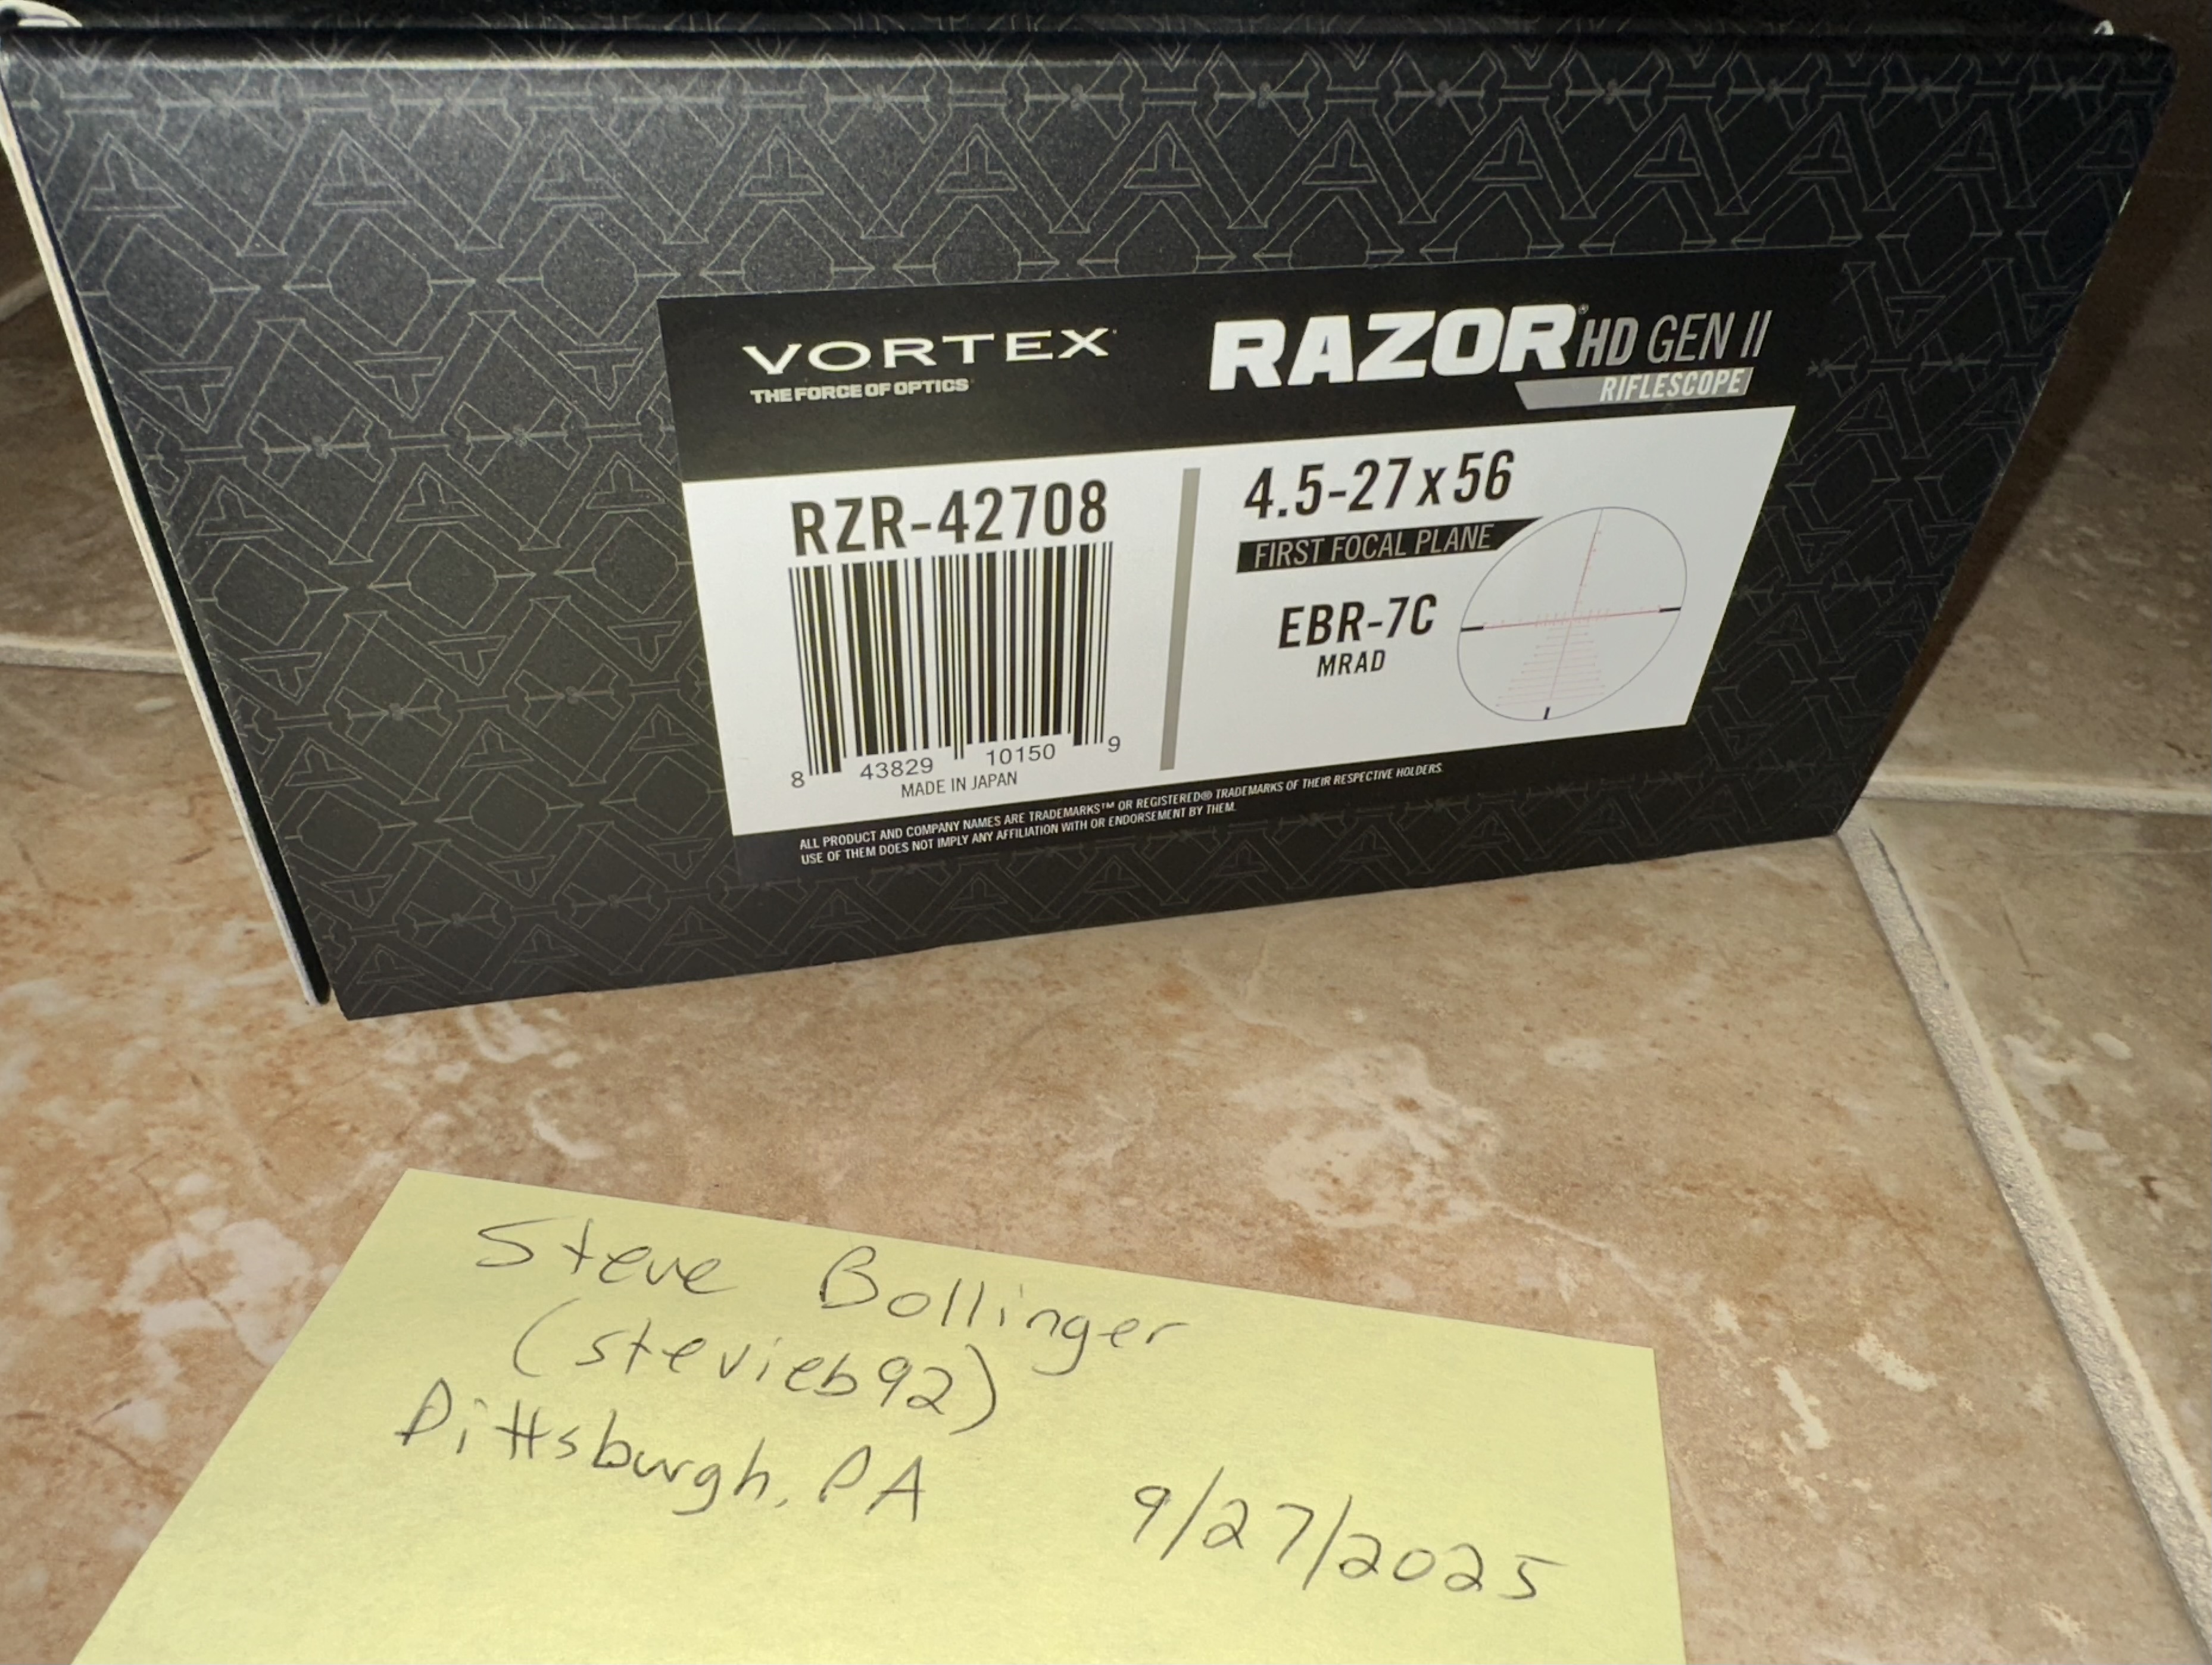 VORTEX
THE FORCE OF OPTICS
RAZOR® HD GEN II
RIFLESCOPE
RZR-42708
8 43829 10150 9
MADE IN JAPAN
4.5-27x56
FIRST FOCAL PLANE
EBR-7C
MRAD
ALL PRODUCT AND COMPANY NAMES ARE TRADEMARKS™ OR REGISTERED® TRADEMARKS OF THEIR RESPECTIVE HOLDERS.
USE OF THEM DOES NOT IMPLY ANY AFFILIATION WITH OR ENDORSEMENT BY THEM.
Steve Bollinger
(stevieb92)
Pittsburgh, PA
9/27/2025